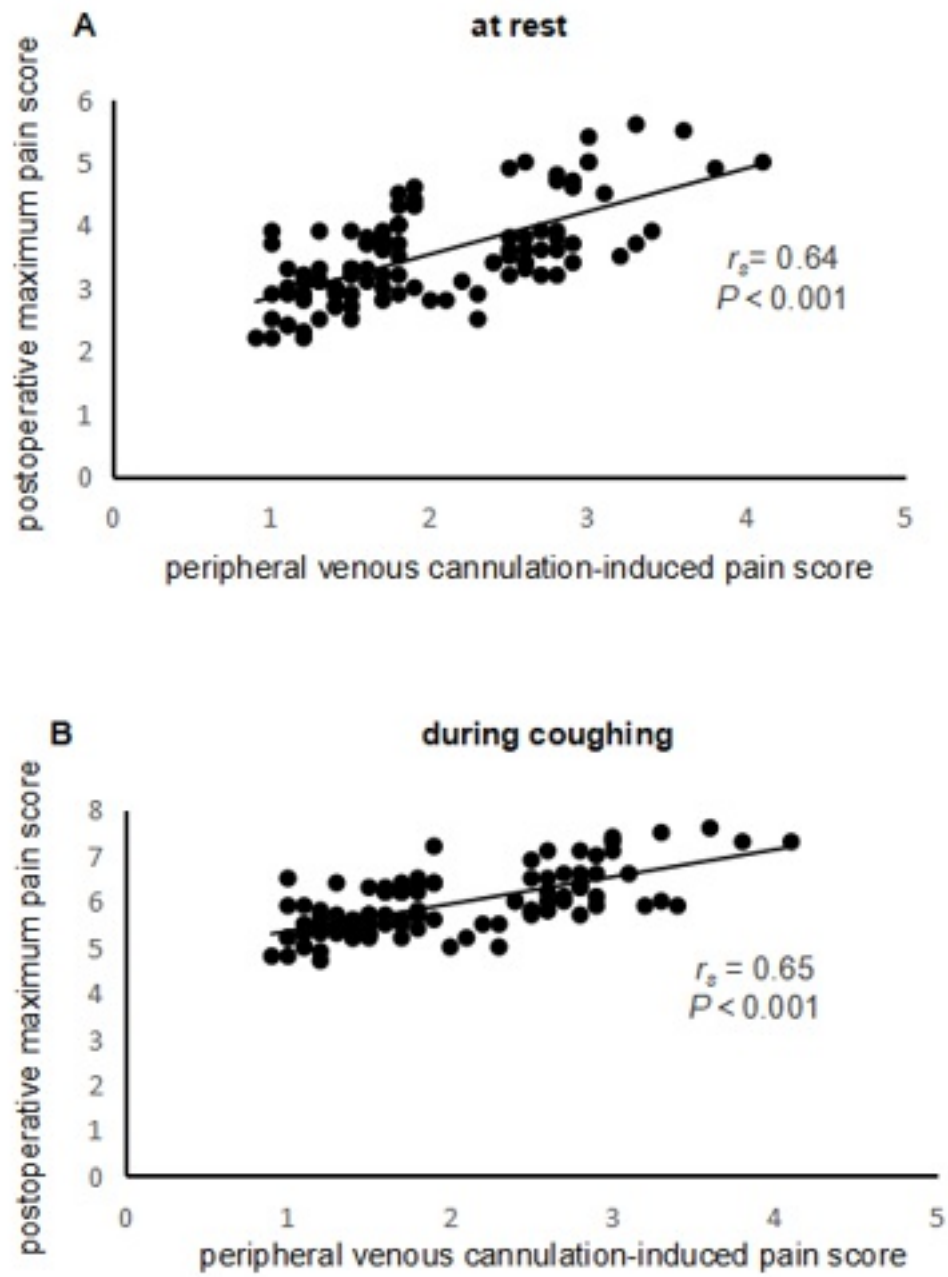 A
at rest
postoperative maximum pain score
6
5
4
3
2
1
0
rs= 0.64
P < 0.001
0 1 2 3 4 5
peripheral venous cannulation-induced pain score
B
during coughing
postoperative maximum pain score
8
7
6
5
4
3
2
1
0
rs = 0.65
P < 0.001
0 1 2 3 4 5
peripheral venous cannulation-induced pain score